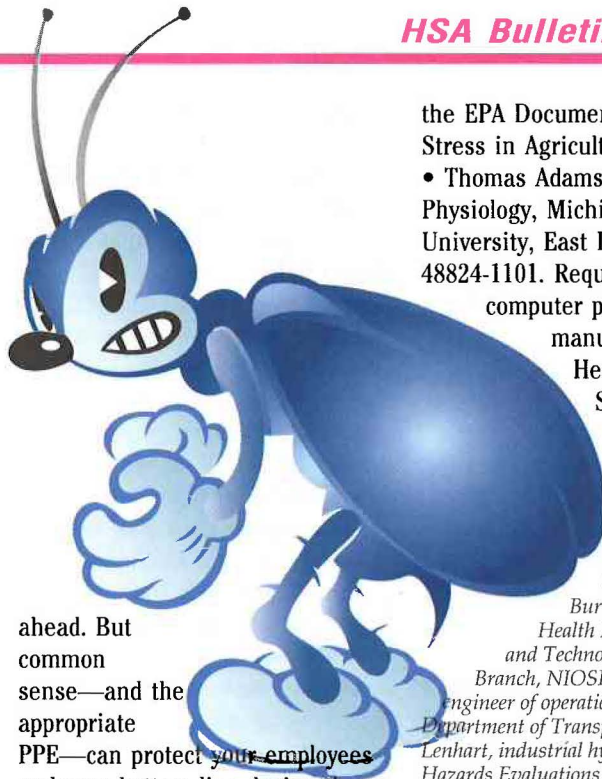 HSA Bulleti
the EPA Documen
Stress in Agricult
• Thomas Adams
Physiology, Michi
University, East
48824-1101. Requ
computer p
manu
He
S
Bur
Health
and Technolo
Branch, NIOSH
engineer of operatio
Department of Transp
Lenhart, industrial hy
Hazards Evaluations
ahead. But
common
sense—and the
appropriate
PPE—can protect your employees